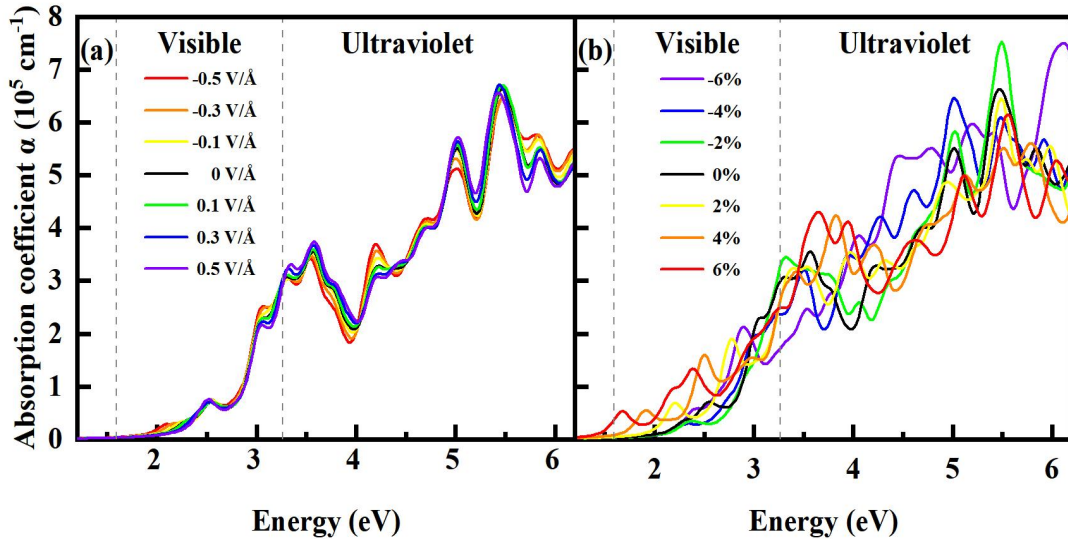 Absorption coefficient α (10⁵ cm⁻¹)
8
7
6
5
4
3
2
1
0
(a)
Visible
Ultraviolet
-0.5 V/Å
-0.3 V/Å
-0.1 V/Å
0 V/Å
0.1 V/Å
0.3 V/Å
0.5 V/Å
2
3
4
5
6
Energy (eV)
(b)
Visible
Ultraviolet
-6%
-4%
-2%
0%
2%
4%
6%
2
3
4
5
6
Energy (eV)